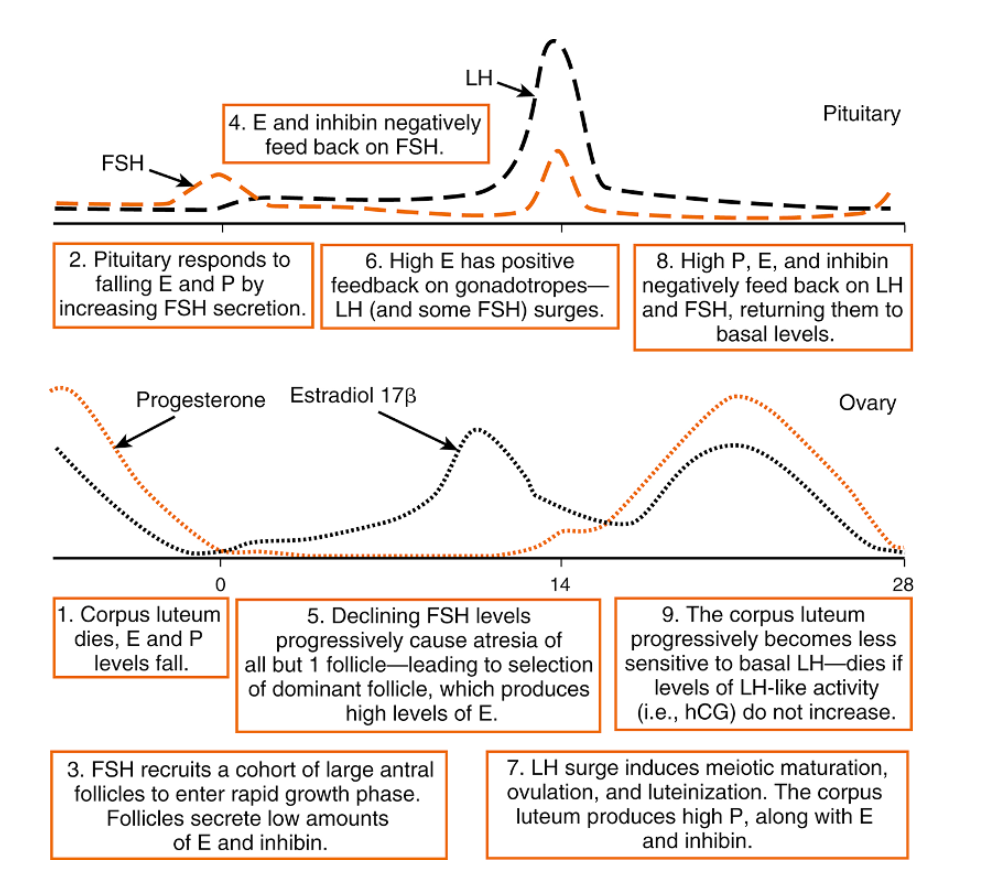 LH
Pituitary
4. E and inhibin negatively
feed back on FSH.
FSH
2. Pituitary responds to
falling E and P by
increasing FSH secretion.
6. High E has positive
feedback on gonadotropes—
LH (and some FSH) surges.
8. High P, E, and inhibin
negatively feed back on LH
and FSH, returning them to
basal levels.
Progesterone
Estradiol 17β
Ovary
0
14
28
1. Corpus luteum
dies, E and P
levels fall.
5. Declining FSH levels
progressively cause atresia of
all but 1 follicle—leading to selection
of dominant follicle, which produces
high levels of E.
9. The corpus luteum
progressively becomes less
sensitive to basal LH—dies if
levels of LH-like activity
(i.e., hCG) do not increase.
3. FSH recruits a cohort of large antral
follicles to enter rapid growth phase.
Follicles secrete low amounts
of E and inhibin.
7. LH surge induces meiotic maturation,
ovulation, and luteinization. The corpus
luteum produces high P, along with E
and inhibin.